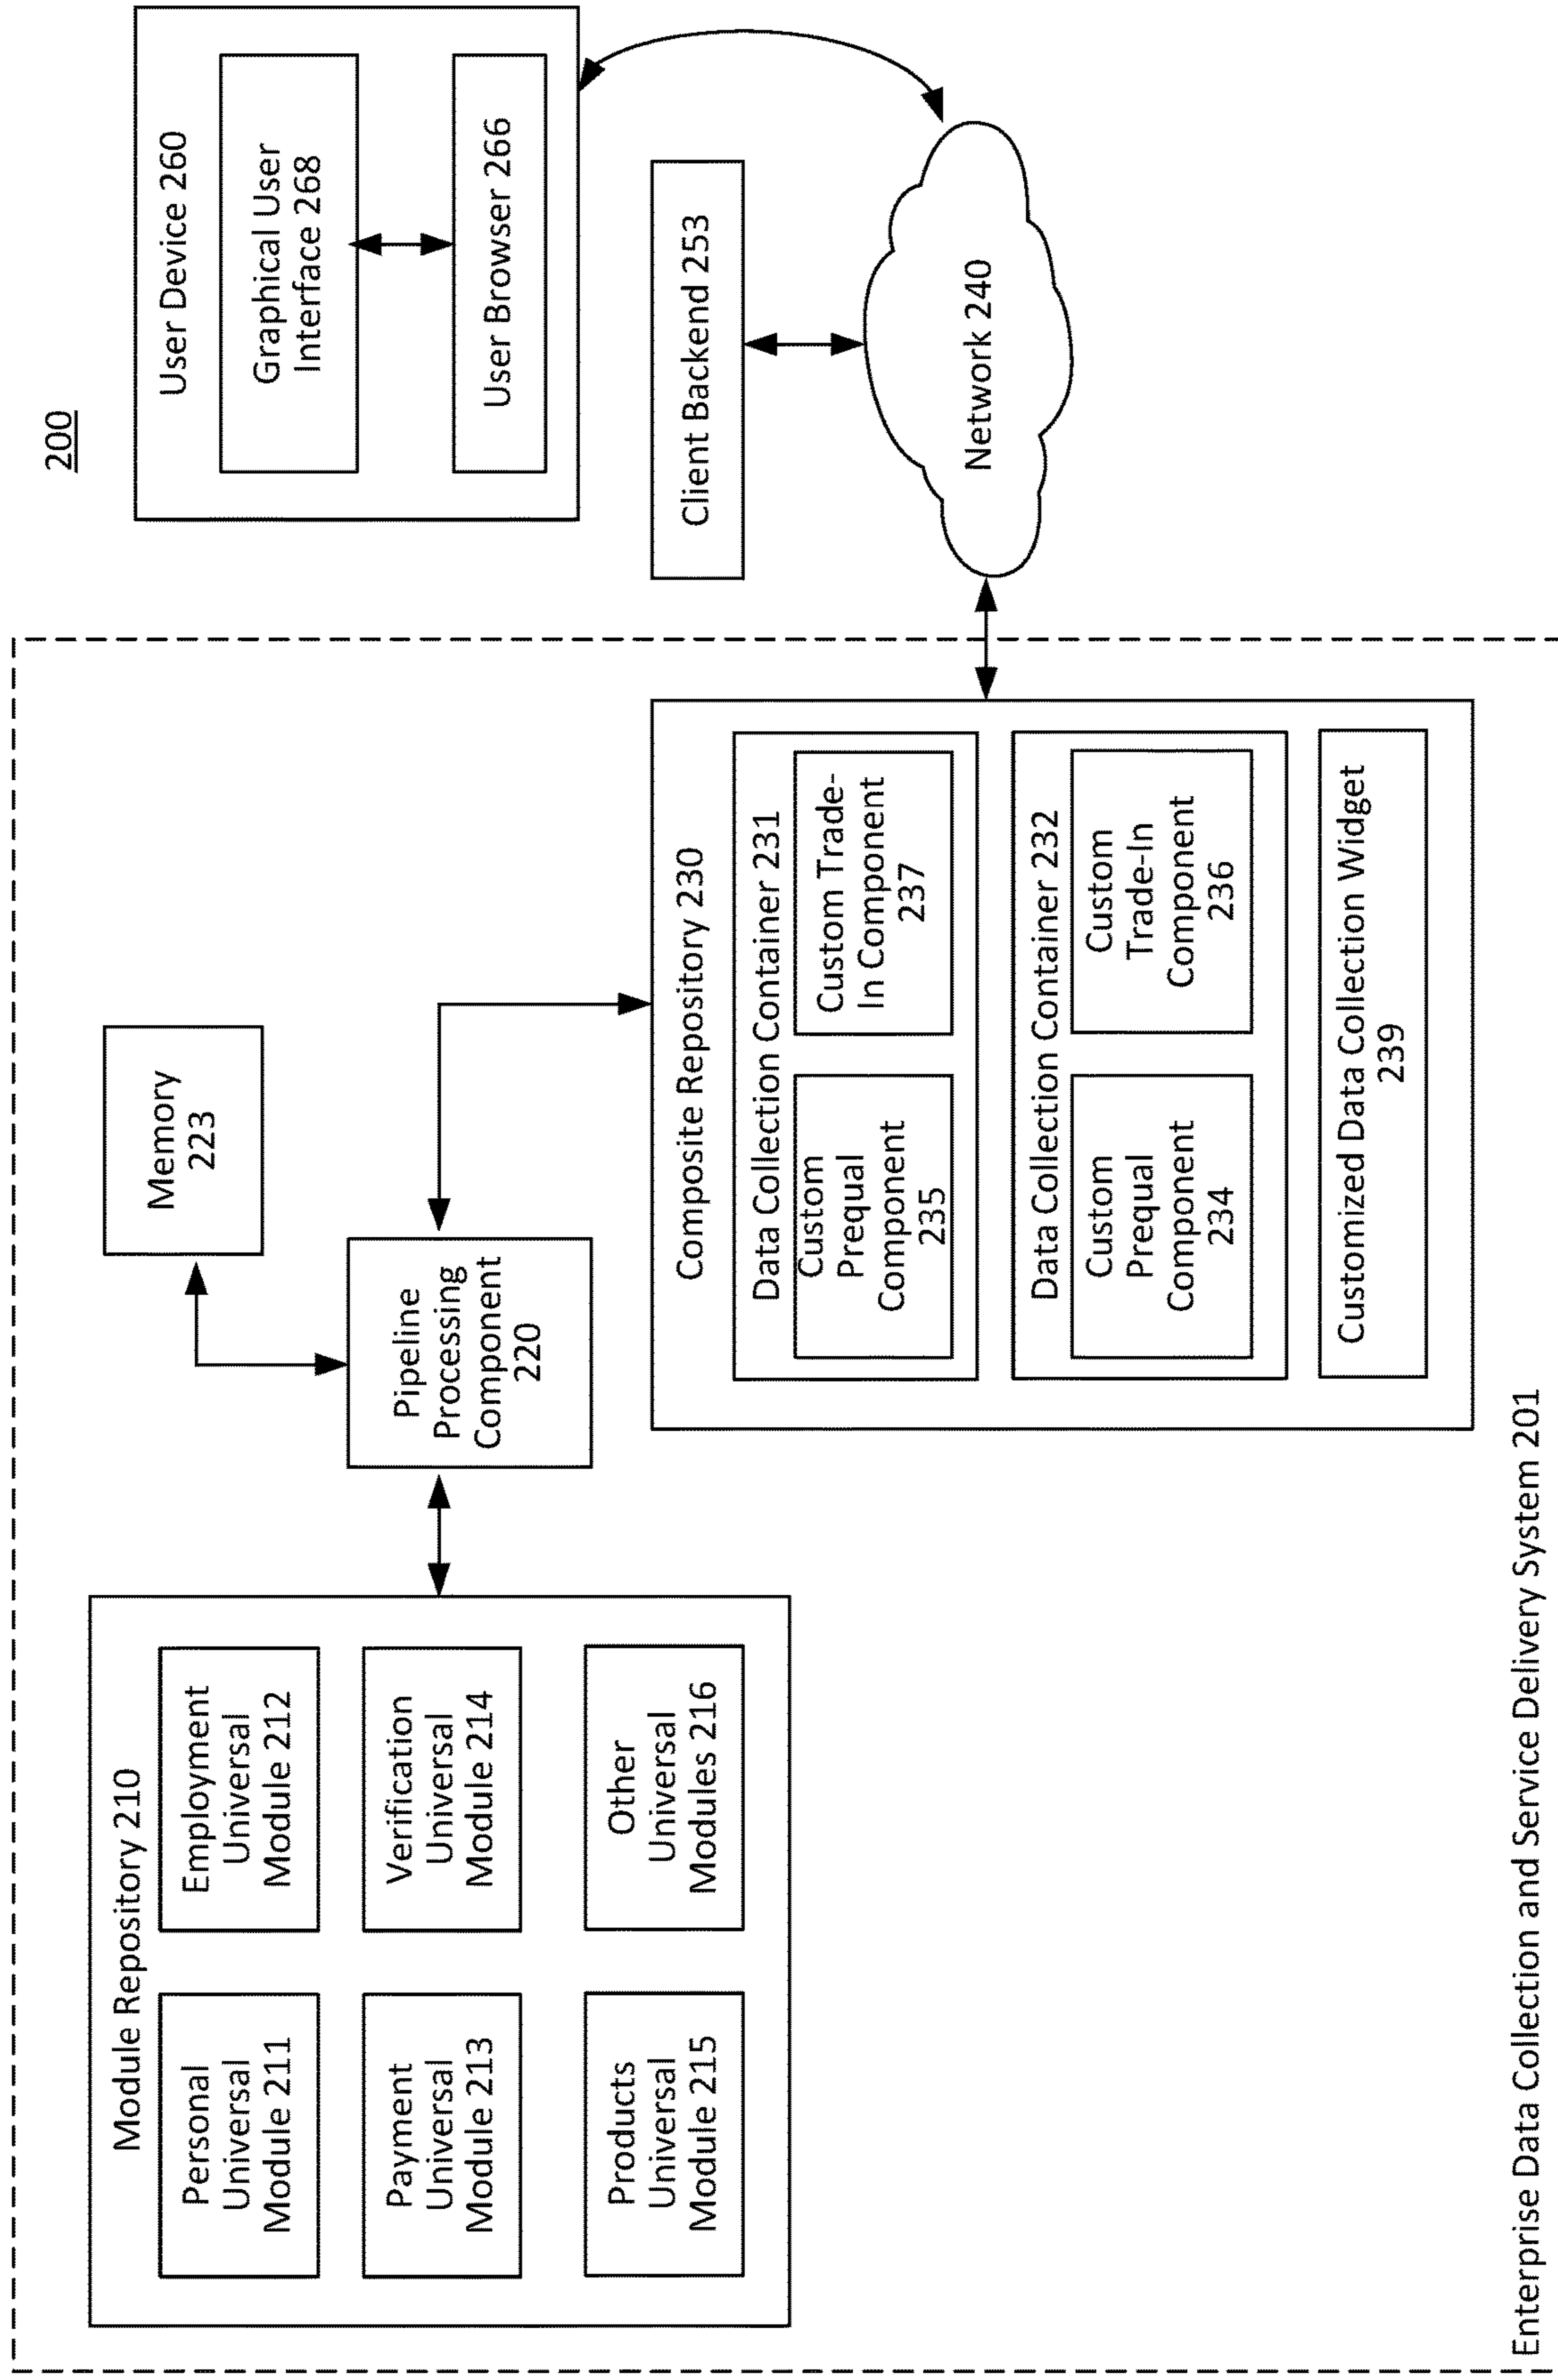 200
Module Repository 210
Personal
Universal
Module 211
Employment
Universal
Module 212
Payment
Universal
Module 213
Verification
Universal
Module 214
Products
Universal
Module 215
Other
Universal
Modules 216
Pipeline
Processing
Component
220
Memory
223
Composite Repository 230
Data Collection Container 231
Custom
Prequal
Component
235
Custom Trade-
In Component
237
Data Collection Container 232
Custom
Prequal
Component
234
Custom
Trade-In
Component
236
Customized Data Collection Widget
239
User Device 260
Graphical User
Interface 268
User Browser 266
Client Backend 253
Network 240
Enterprise Data Collection and Service Delivery System 201